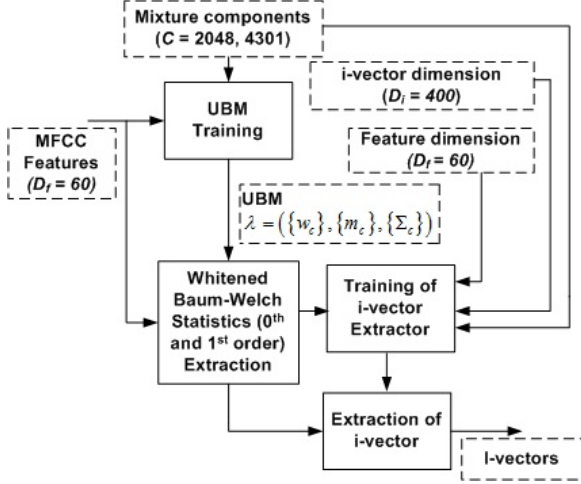 Mixture components
(C = 2048, 4301)
i-vector dimension
(Di = 400)
UBM
Training
MFCC
Features
(Df = 60)
Feature dimension
(Df = 60)
UBM
λ = ({wc}, {mc}, {Σc})
Whitened
Baum-Welch
Statistics (0th
and 1st order)
Extraction
Training of
i-vector
Extractor
Extraction of
i-vector
I-vectors